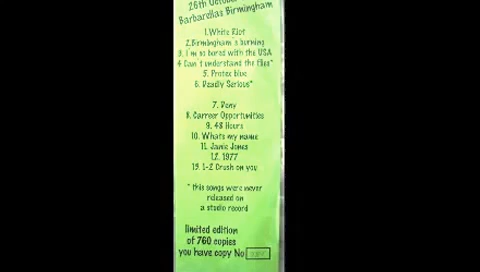 26th October
Barbarellas Birmingham
1.White Riot
2.Birmbngham's burning
3. I'm so bored with the USA
4 Can't understand the flies*
5. Protex blue
6. Deadly Serious*
7. Deny
8. Carreer Opportunities
9. 48 Hours
10. Whats my name
11. Janie Jones
12. 1977
13. 1-2 Crush on you
* this songs were never
released on
a studio record
limited edition
of 760 copies
you have copy No